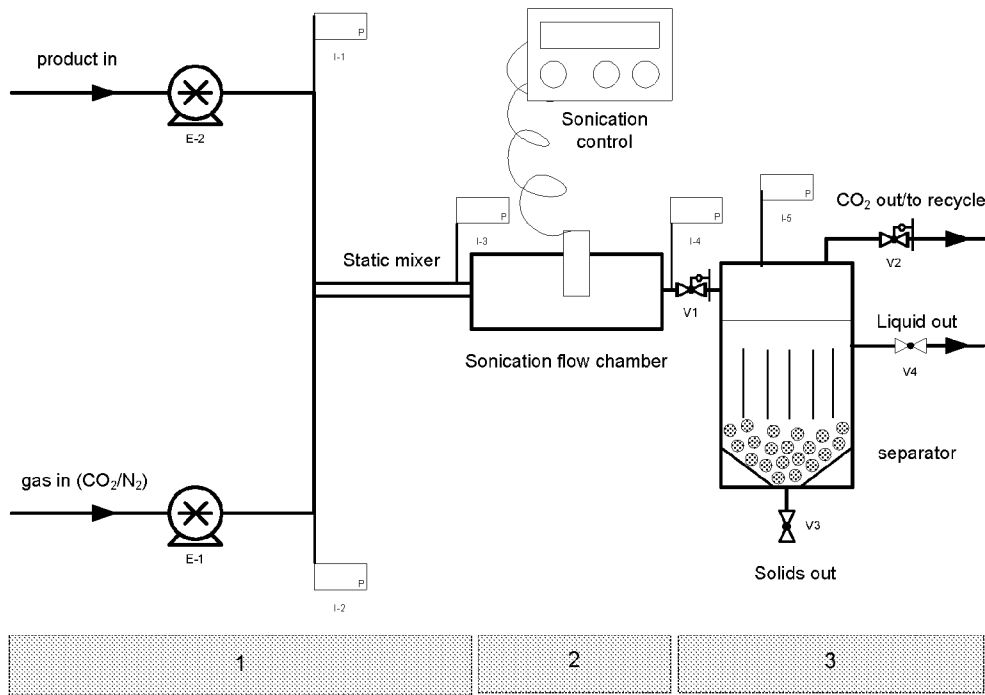 P
I-1
product in
E-2
Sonication
control
P
I-3
P
I-4
P
I-5
CO₂ out/to recycle
V2
Static mixer
V1
Liquid out
V4
Sonication flow chamber
separator
gas in (CO₂/N₂)
E-1
V3
Solids out
P
I-2
1
2
3